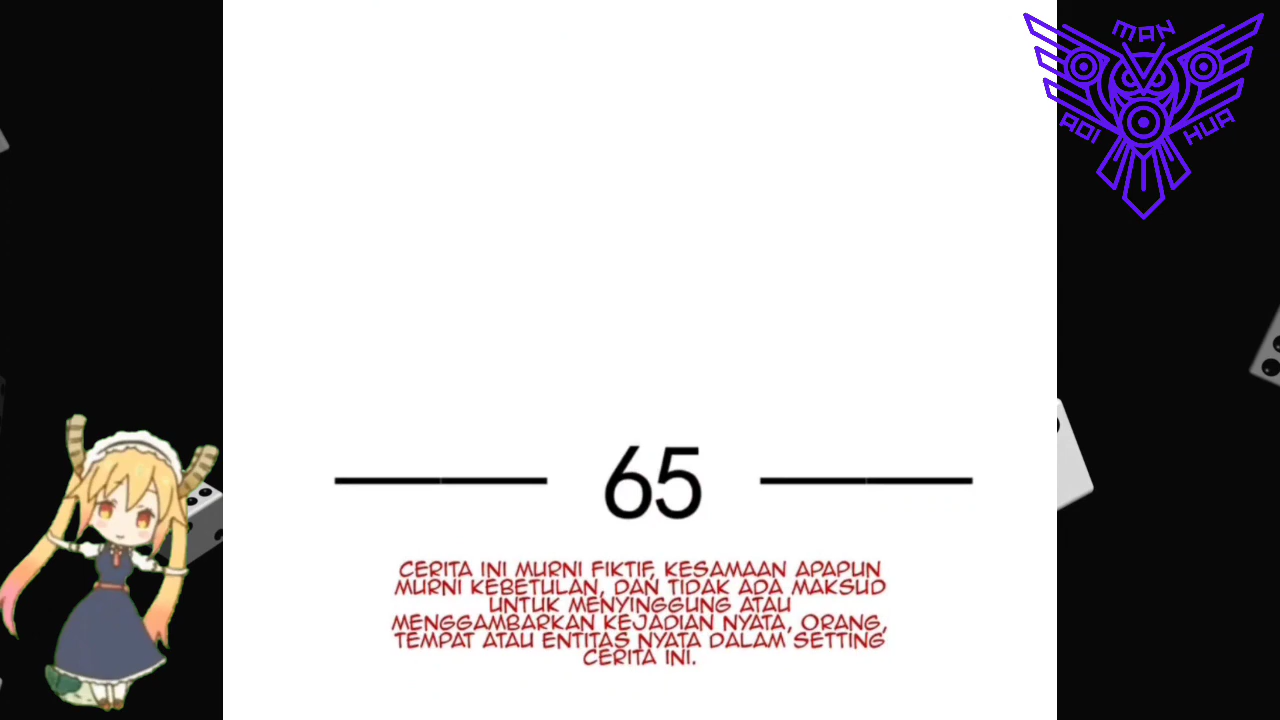 MAN
AOI HUA
65
CERITA INI MURNI FIKTIF, KESAMAAN APAPUN
MURNI KEBETULAN, DAN TIDAK ADA MAKSUD
UNTUK MENYINGGUNG ATAU
MENGGAMBARKAN KEJADIAN NYATA, ORANG,
TEMPAT ATAU ENTITAS NYATA DALAM SETTING
CERITA INI.